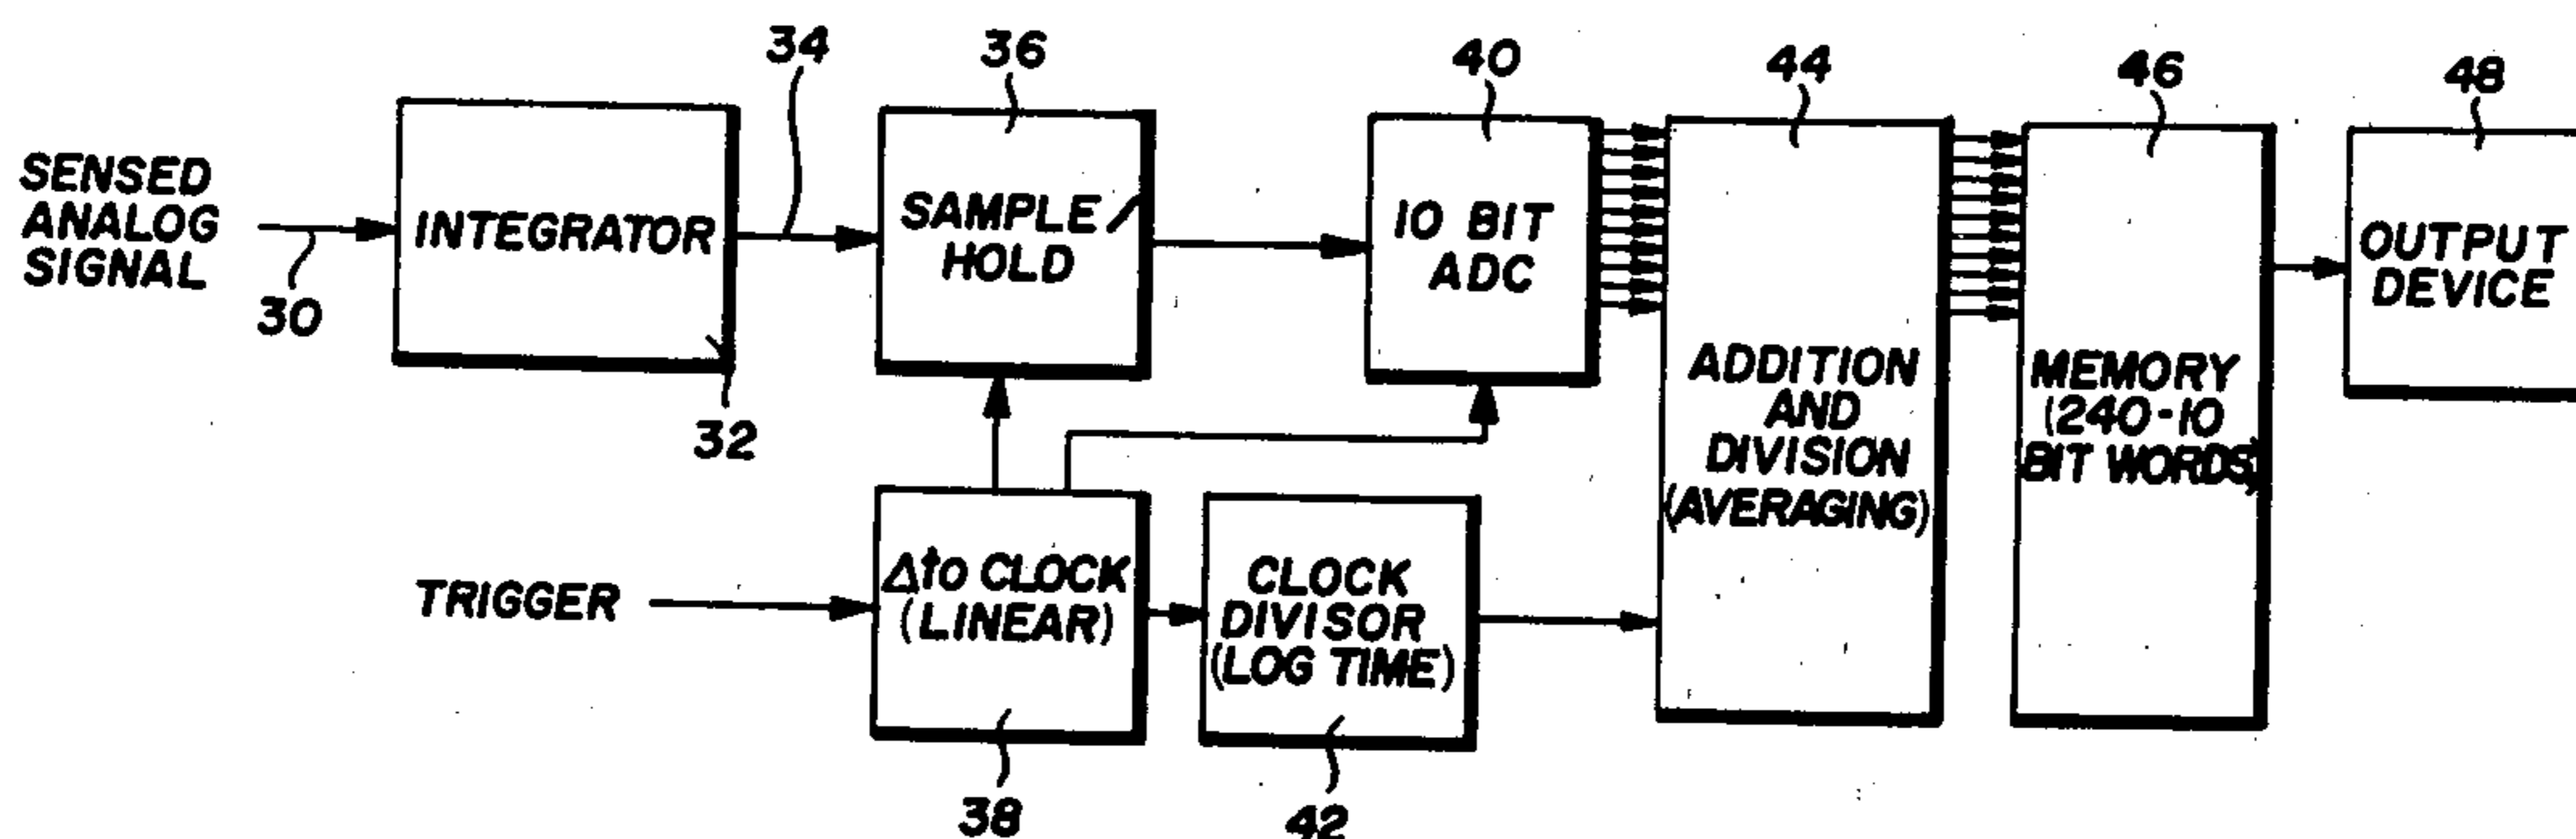 34
36
40
44
46
48
SENSED
ANALOG
SIGNAL
30
INTEGRATOR
32
SAMPLE/
HOLD
10 BIT
ADC
ADDITION
AND
DIVISION
(AVERAGING)
MEMORY
(240-10
BIT WORDS)
OUTPUT
DEVICE
TRIGGER
Δto CLOCK
(LINEAR)
38
CLOCK
DIVISOR
(LOG TIME)
42